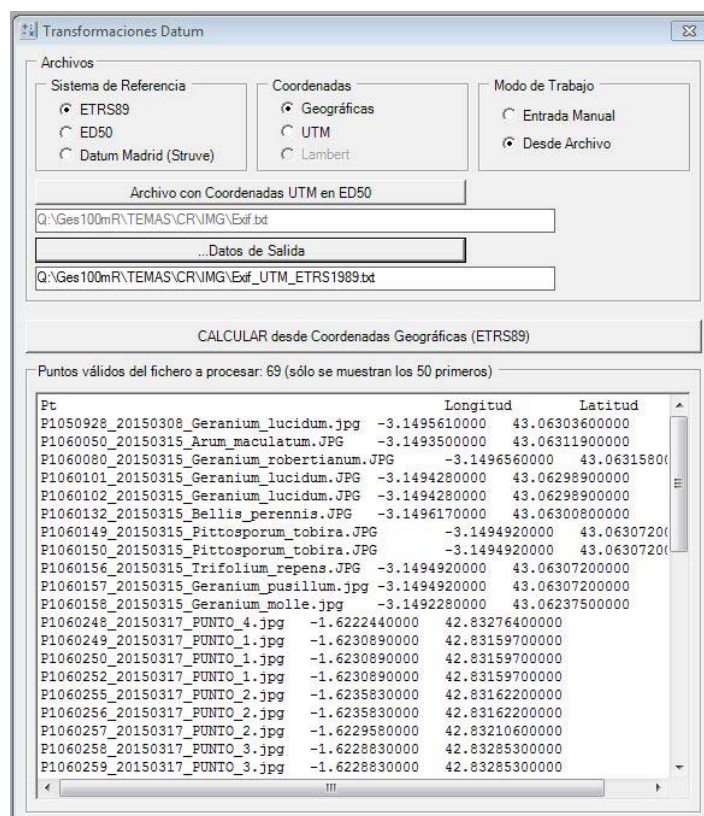 Transformaciones Datum
Archivos
Sistema de Referencia
ETRS89
ED50
Datum Madrid (Struve)
Coordenadas
Geográficas
UTM
Lambert
Modo de Trabajo
Entrada Manual
Desde Archivo
Archivo con Coordenadas UTM en ED50
Q:\Ges100mR\TEMAS\CR\IMG\Exif.txt
...Datos de Salida
Q:\Ges100mR\TEMAS\CR\IMG\Exif_UTM_ETRS1989.txt
CALCULAR desde Coordenadas Geográficas (ETRS89)
Puntos válidos del fichero a procesar: 69 (sólo se muestran los 50 primeros)
Pt Longitud Latitud
P1050928_20150308_Geranium_lucidum.jpg -3.1495610000 43.06303600000
P1060050_20150315_Arum_maculatum.JPG -3.1493500000 43.06311900000
P1060080_20150315_Geranium_robertianum.JPG -3.1496560000 43.0631580(
P1060101_20150315_Geranium_lucidum.JPG -3.1494280000 43.06298900000
P1060102_20150315_Geranium_lucidum.JPG -3.1494280000 43.06298900000
P1060132_20150315_Bellis_perennis.JPG -3.1496170000 43.06300800000
P1060149_20150315_Pittosporum_tobira.JPG -3.1494920000 43.0630720(
P1060150_20150315_Pittosporum_tobira.JPG -3.1494920000 43.0630720(
P1060156_20150315_Trifolium_repens.JPG -3.1494920000 43.06307200000
P1060157_20150315_Geranium_pusillum.jpg -3.1494920000 43.06307200000
P1060158_20150315_Geranium_molle.jpg -3.1492280000 43.06237500000
P1060248_20150317_PUNTO_4.jpg -1.6222440000 42.83276400000
P1060249_20150317_PUNTO_1.jpg -1.6230890000 42.83159700000
P1060250_20150317_PUNTO_1.jpg -1.6230890000 42.83159700000
P1060252_20150317_PUNTO_1.jpg -1.6230890000 42.83159700000
P1060255_20150317_PUNTO_2.jpg -1.6235830000 42.83162200000
P1060256_20150317_PUNTO_2.jpg -1.6235830000 42.83162200000
P1060257_20150317_PUNTO_2.jpg -1.6229580000 42.83210600000
P1060258_20150317_PUNTO_3.jpg -1.6228830000 42.83285300000
P1060259_20150317_PUNTO_3.jpg -1.6228830000 42.83285300000